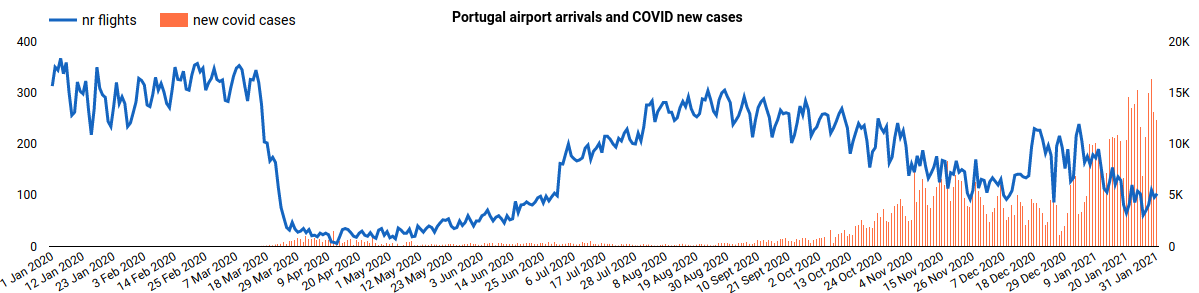 nr flights
new covid cases
Portugal airport arrivals and COVID new cases
400
20K
300
15K
200
10K
100
5K
0
0
1 Jan 2020
12 Jan 2020
23 Jan 2020
3 Feb 2020
14 Feb 2020
25 Feb 2020
7 Mar 2020
18 Mar 2020
29 Mar 2020
9 Apr 2020
20 Apr 2020
1 May 2020
12 May 2020
23 May 2020
3 Jun 2020
14 Jun 2020
25 Jun 2020
6 Jul 2020
17 Jul 2020
28 Jul 2020
8 Aug 2020
19 Aug 2020
30 Aug 2020
10 Sept 2020
21 Sept 2020
2 Oct 2020
13 Oct 2020
24 Oct 2020
4 Nov 2020
15 Nov 2020
26 Nov 2020
7 Dec 2020
18 Dec 2020
29 Dec 2020
9 Jan 2021
20 Jan 2021
31 Jan 2021